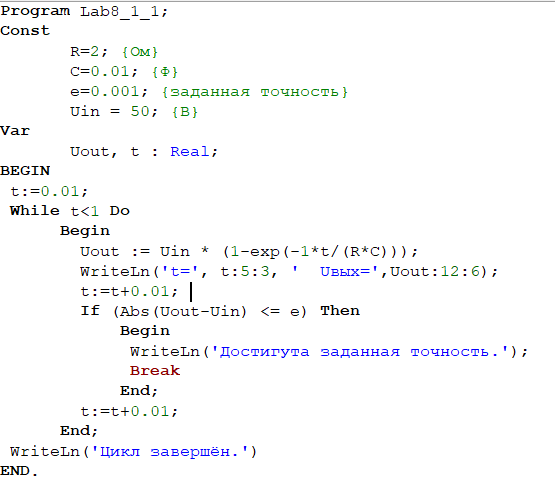 Program Lab8_1_1;
Const
R=2; {Ом}
C=0.01; {Ф}
e=0.001; {заданная точность}
Uin = 50; {В}
Var
Uout, t : Real;
BEGIN
t:=0.01;
While t<1 Do
Begin
Uout := Uin * (1-exp(-1*t/(R*C)));
WriteLn('t=', t:5:3, '  Uвых=',Uout:12:6);
t:=t+0.01;
If (Abs(Uout-Uin) <= e) Then
Begin
WriteLn('Достигута заданная точность.');
Break
End;
t:=t+0.01;
End;
WriteLn('Цикл завершён.')
END.